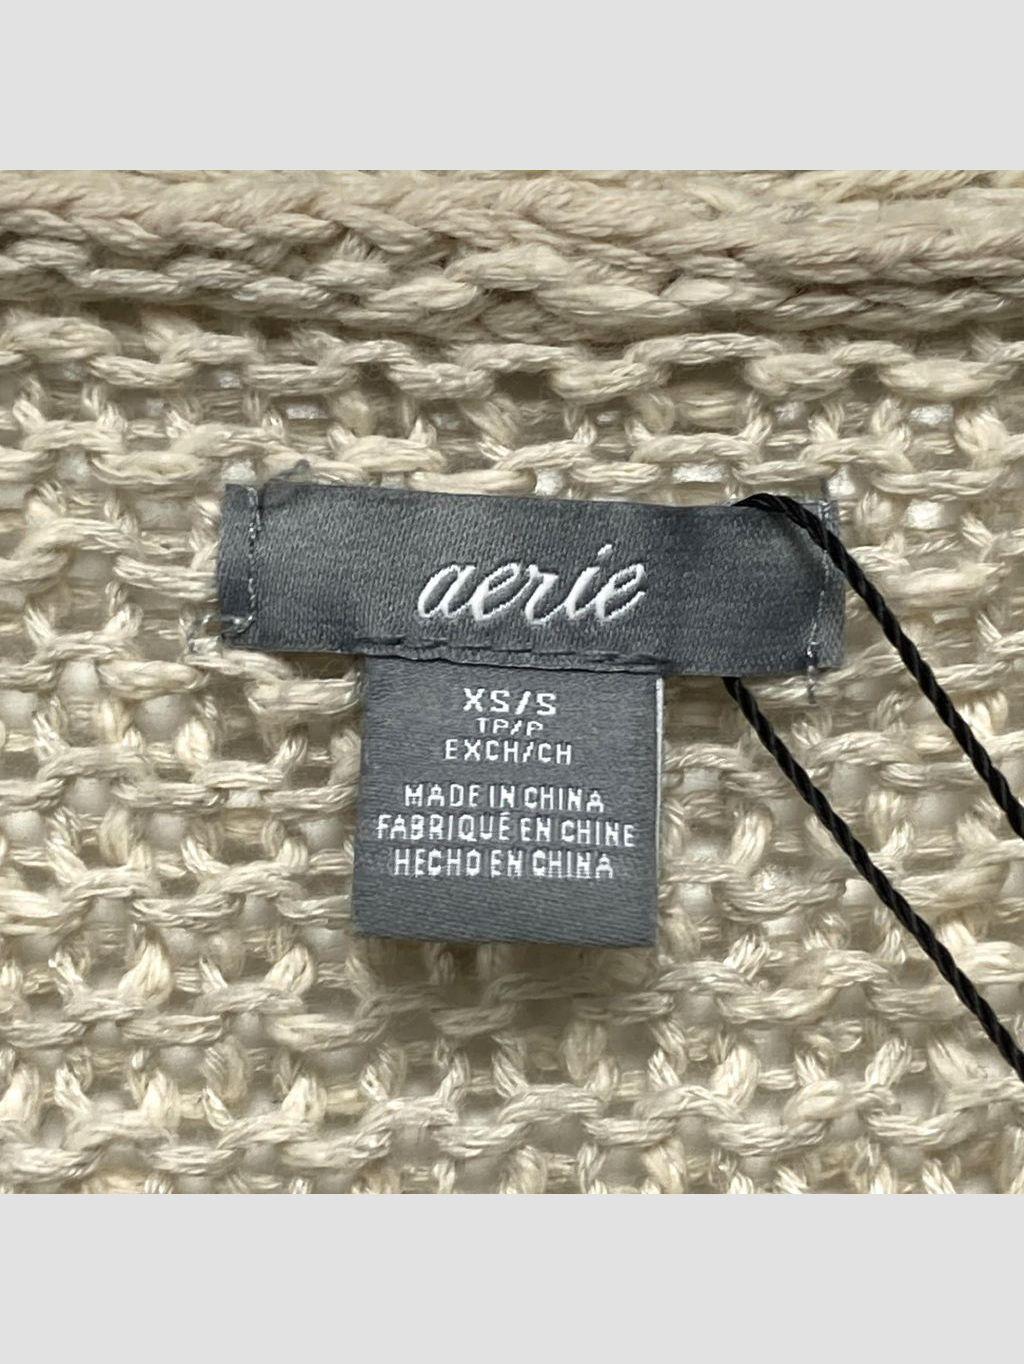 aerie
XS/S
TP/P
EXCH/CH
MADE IN CHINA
FABRIQUÉ EN CHINE
HECHO EN CHINA